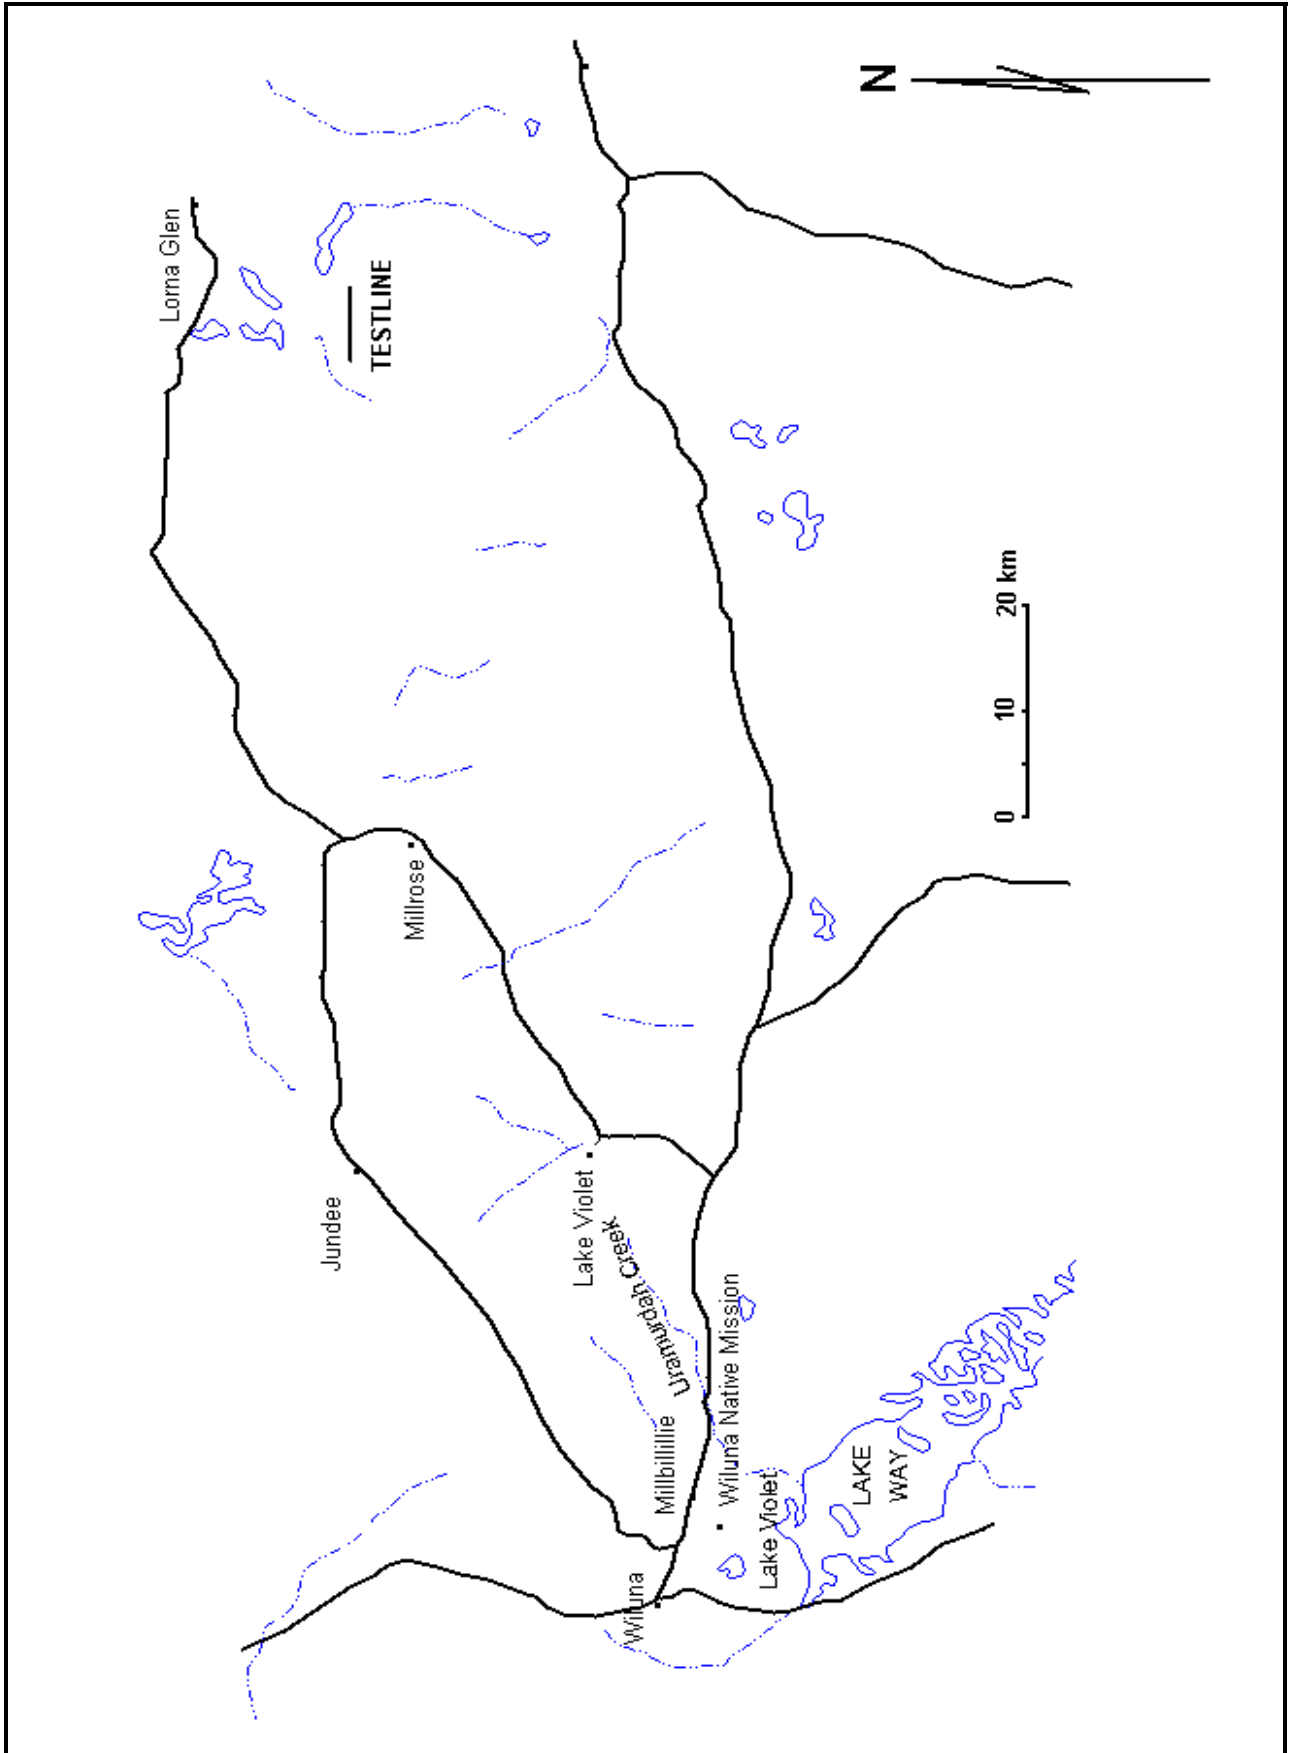 N
Lorna Glen
TESTLINE
Millrose
Jundee
Lake Violet
Uramurdah Creek
Millbillillie
Wiluna Native Mission
Wiluna
Lake Violet
LAKE
WAY
0 10 20 km